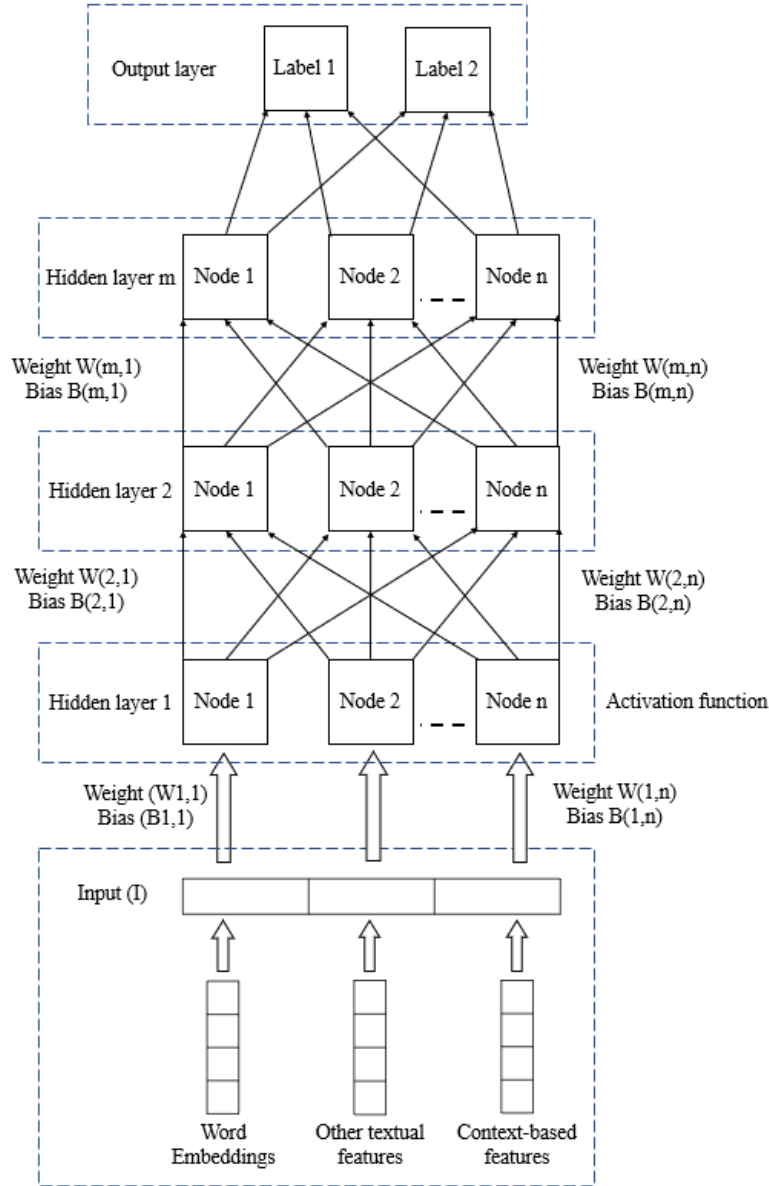 Output layer
Label 1
Label 2
Hidden layer m
Node 1
Node 2
Node n
Weight W(m,1)
Bias B(m,1)
Weight W(m,n)
Bias B(m,n)
Hidden layer 2
Node 1
Node 2
Node n
Weight W(2,1)
Bias B(2,1)
Weight W(2,n)
Bias B(2,n)
Hidden layer 1
Node 1
Node 2
Node n
Activation function
Weight (W1,1)
Bias (B1,1)
Weight W(1,n)
Bias B(1,n)
Input (I)
Word
Embeddings
Other textual
features
Context-based
features